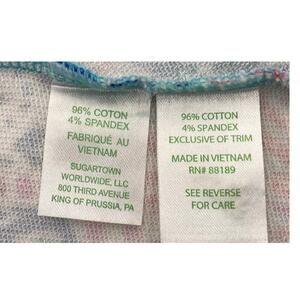 96% COTTON
4% SPANDEX
FABRIQUÉ AU
VIETNAM
SUGARTOWN
WORLDWIDE, LLC
800 THIRD AVENUE
KING OF PRUSSIA, PA
96% COTTON
4% SPANDEX
EXCLUSIVE OF TRIM
MADE IN VIETNAM
RN# 88189
SEE REVERSE
FOR CARE